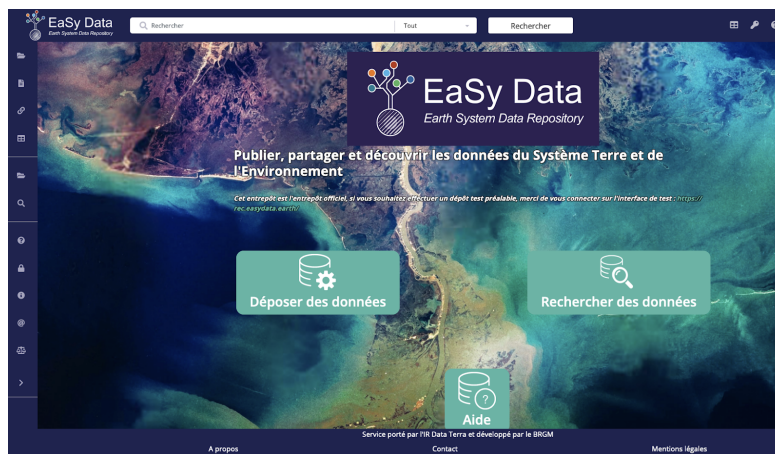 EaSy Data
Earth System Data Repository
Rechercher
Tout
Rechercher
EaSy Data
Earth System Data Repository
Publier, partager et découvrir les données du Système Terre et de
l'Environnement
Cet entrepôt est l'entrepôt officiel, si vous souhaitez effectuer un dépôt test préalable, merci de vous connecter sur l'interface de test : https://
rec.easydata.earth/.
Déposer des données
Rechercher des données
Aide
Service porté par l'IR Data Terra et développé par le BRGM
A propos
Contact
Mentions légales